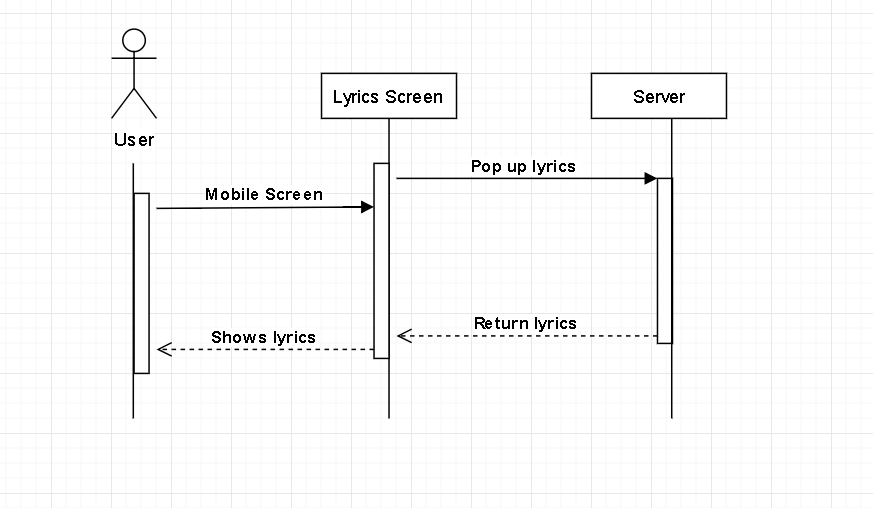 Lyrics Screen
Server
User
Pop up lyrics
Mobile Screen
Return lyrics
Shows lyrics